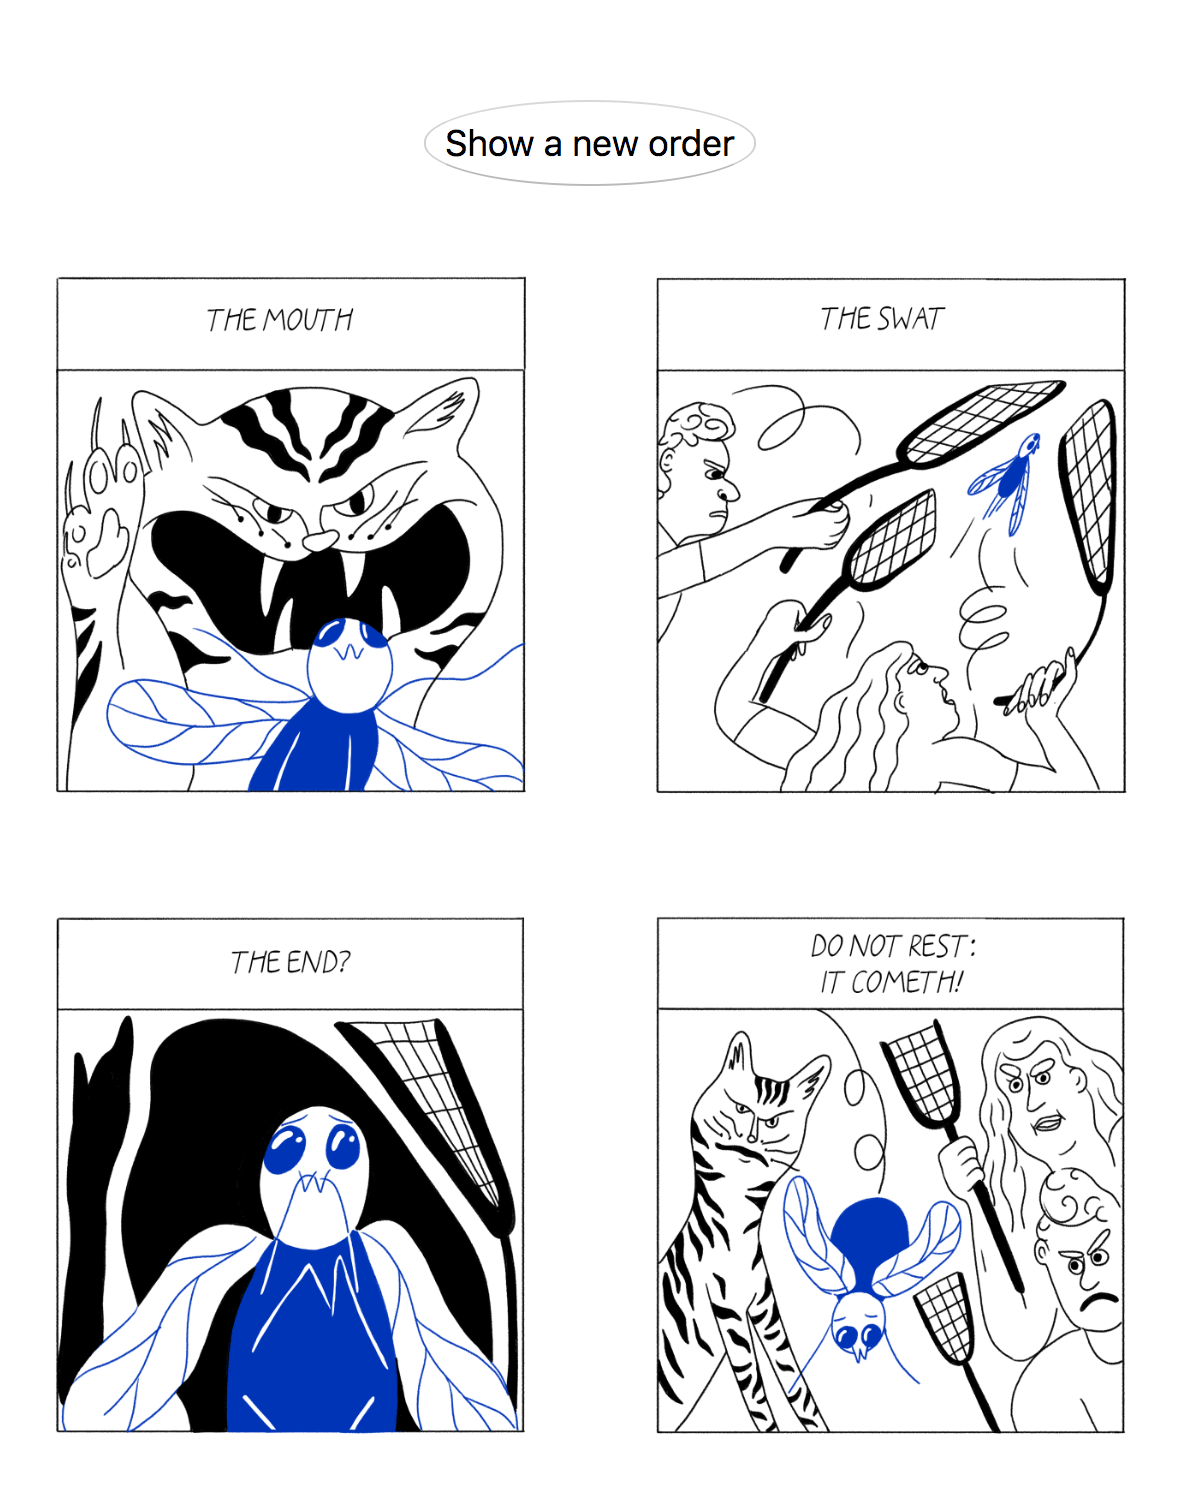 Show a new order
THE MOUTH
THE SWAT
THE END?
DO NOT REST:
IT COMETH!